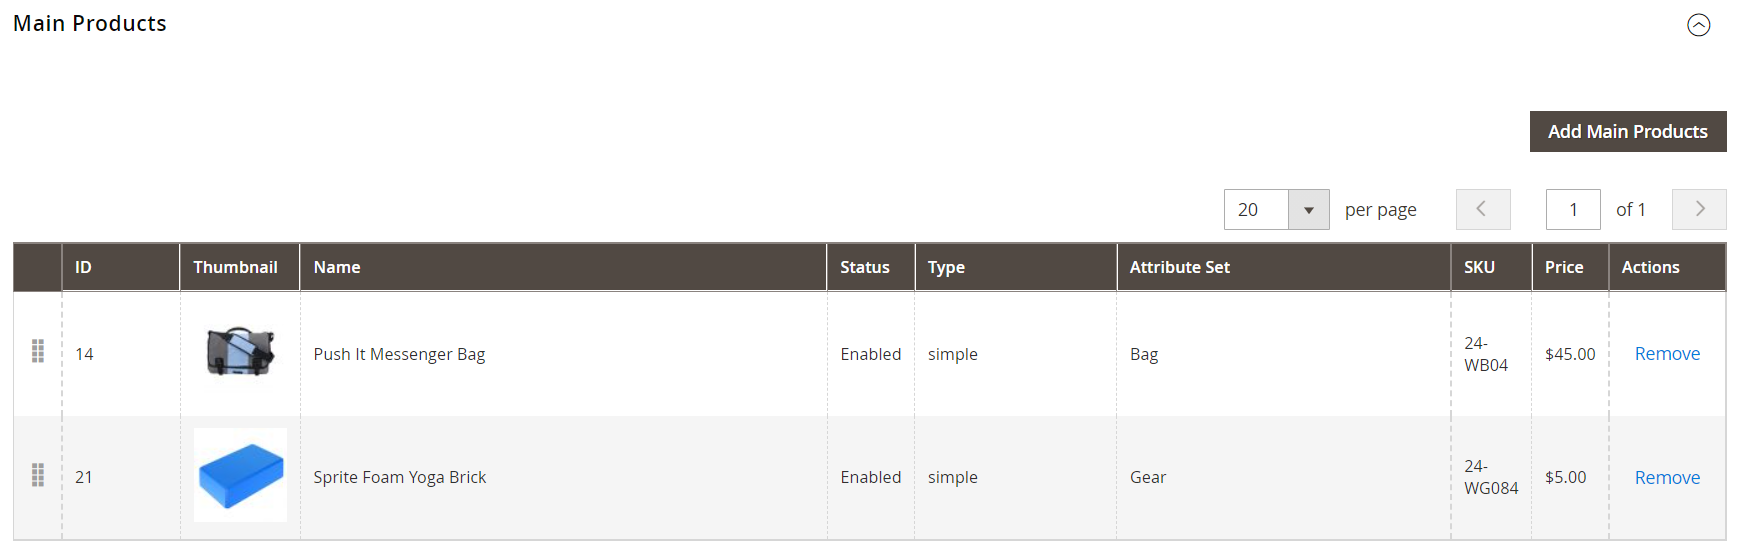 Main Products
Add Main Products
20 per page 1 of 1
ID Thumbnail Name Status Type Attribute Set SKU Price Actions
14 Push It Messenger Bag Enabled simple Bag 24-
WB04 $45.00 Remove
21 Sprite Foam Yoga Brick Enabled simple Gear 24-
WG084 $5.00 Remove